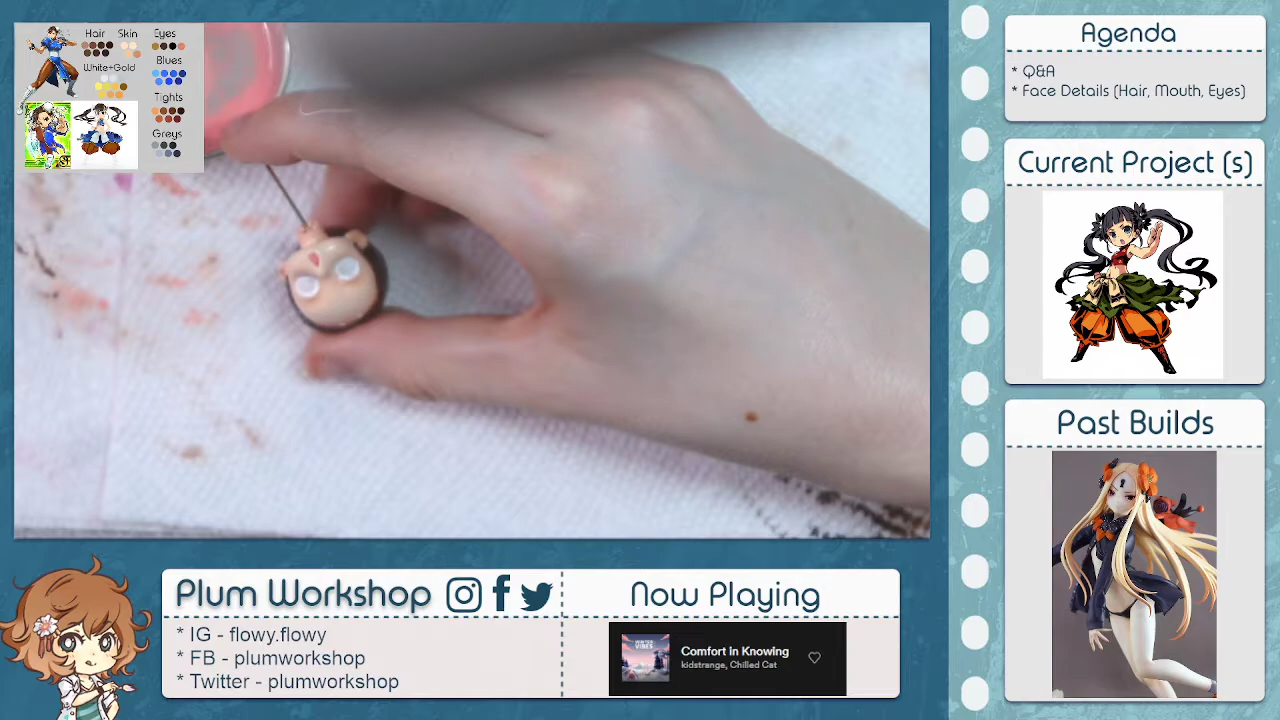 Hair Skin Eyes
White+Gold
Blues
Tights
Greys
Agenda
* Q&A
* Face Details (Hair, Mouth, Eyes)
Current Project (s)
Past Builds
Plum Workshop
* IG - flowy.flowy
* FB - plumworkshop
* Twitter - plumworkshop
Now Playing
Comfort in Knowing
kidstrange, Chilled Cat